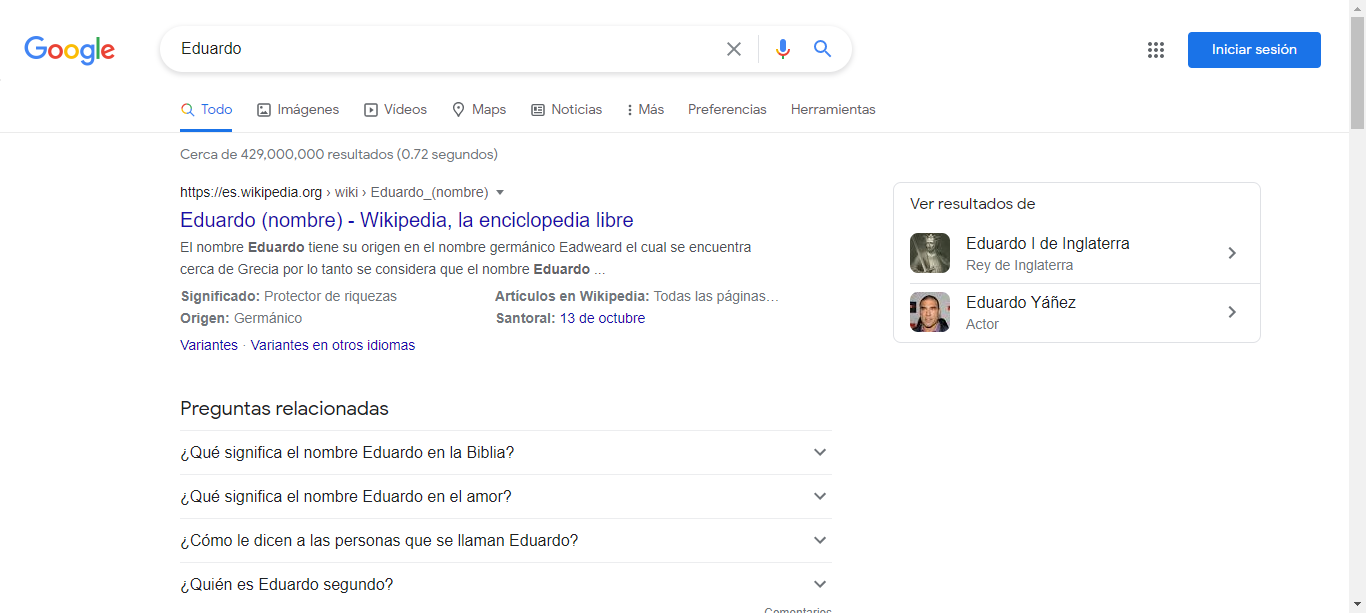 Google
Eduardo
Iniciar sesión
Todo Imágenes Vídeos Maps Noticias Más Preferencias Herramientas
Cerca de 429,000,000 resultados (0.72 segundos)
https://es.wikipedia.org › wiki › Eduardo_(nombre)
Eduardo (nombre) - Wikipedia, la enciclopedia libre
El nombre Eduardo tiene su origen en el nombre germánico Eadweard el cual se encuentra
cerca de Grecia por lo tanto se considera que el nombre Eduardo ...
Significado: Protector de riquezas Artículos en Wikipedia: Todas las páginas…
Origen: Germánico Santoral: 13 de octubre
Variantes · Variantes en otros idiomas
Preguntas relacionadas
¿Qué significa el nombre Eduardo en la Biblia?
¿Qué significa el nombre Eduardo en el amor?
¿Cómo le dicen a las personas que se llaman Eduardo?
¿Quién es Eduardo segundo?
Comentarios
Ver resultados de
Eduardo I de Inglaterra
Rey de Inglaterra
Eduardo Yáñez
Actor